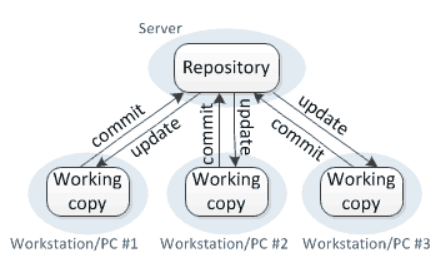 Server
Repository
commit
update
commit
update
update
commit
Working
copy
Working
copy
Working
copy
Workstation/PC #1
Workstation/PC #2
Workstation/PC #3